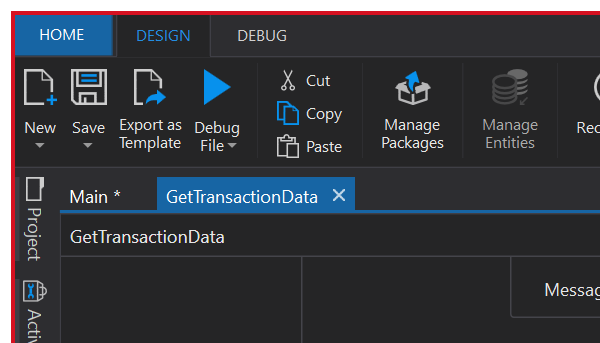 HOME DESIGN DEBUG
New Save Export as Template Debug File Cut Copy Paste Manage Packages Manage Entities Rec
Main * GetTransactionData
GetTransactionData
Messag
Project
Activ